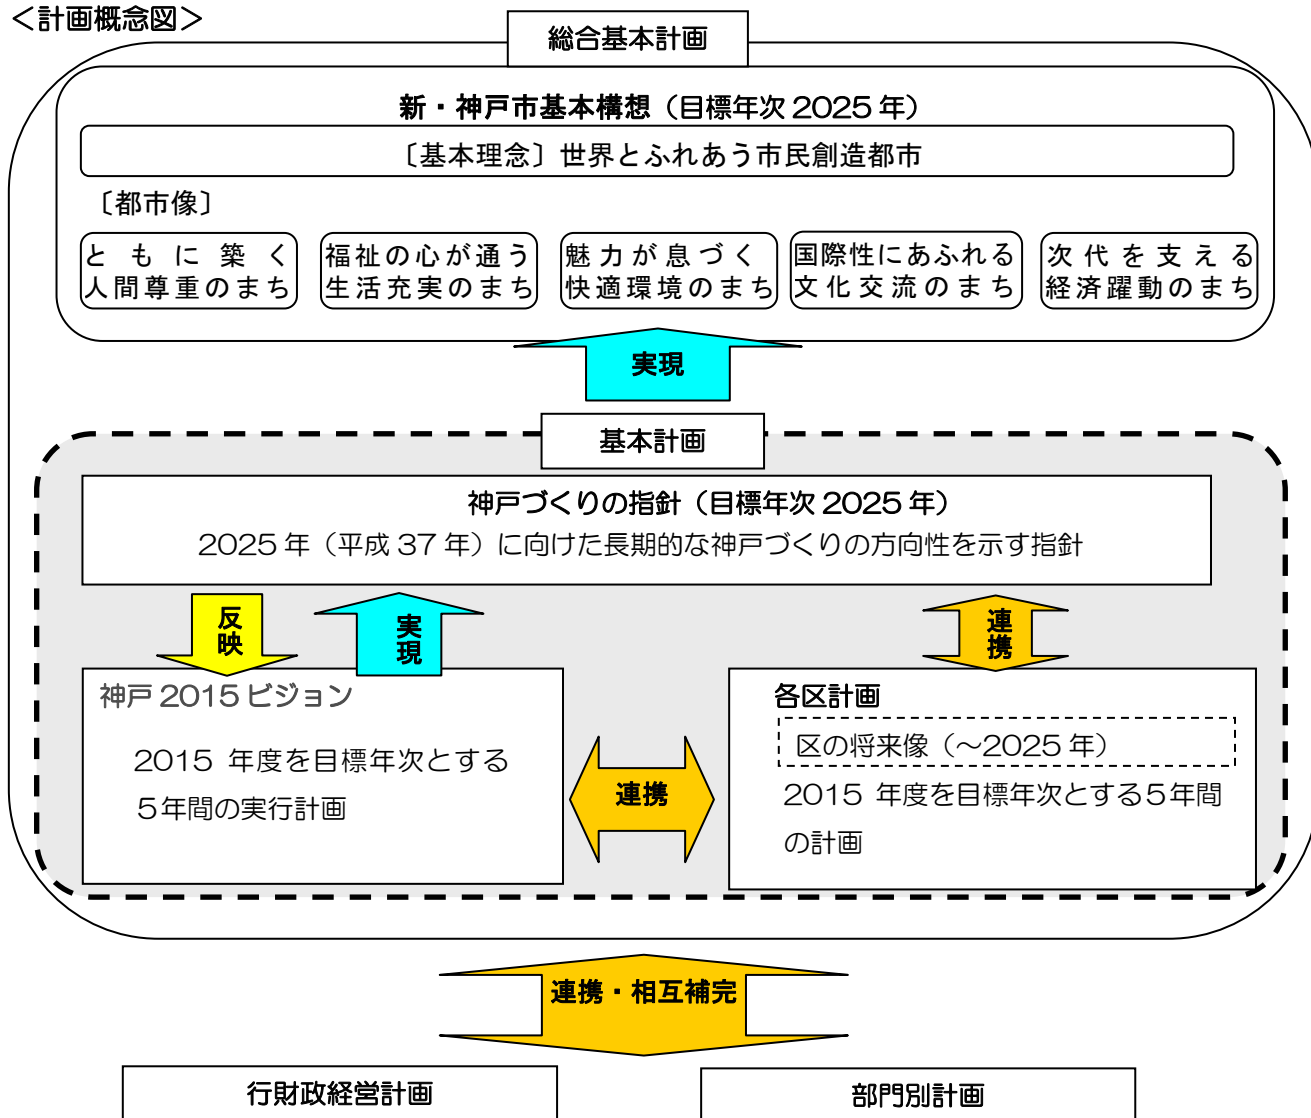 ＜計画概念図＞
総合基本計画
新・神戸市基本構想（目標年次 2025 年）
〔基本理念〕世界とふれあう市民創造都市
〔都市像〕
ともに築く
人間尊重のまち
福祉の心が通う
生活充実のまち
魅力が息づく
快適環境のまち
国際性にあふれる
文化交流のまち
次代を支える
経済躍動のまち
実現
基本計画
神戸づくりの指針（目標年次 2025 年）
2025 年（平成 37 年）に向けた長期的な神戸づくりの方向性を示す指針
反映
実現
連携
神戸 2015 ビジョン
2015 年度を目標年次とする
５年間の実行計画
連携
各区計画
区の将来像（～2025 年）
2015 年度を目標年次とする５年間
の計画
連携・相互補完
行財政経営計画
部門別計画